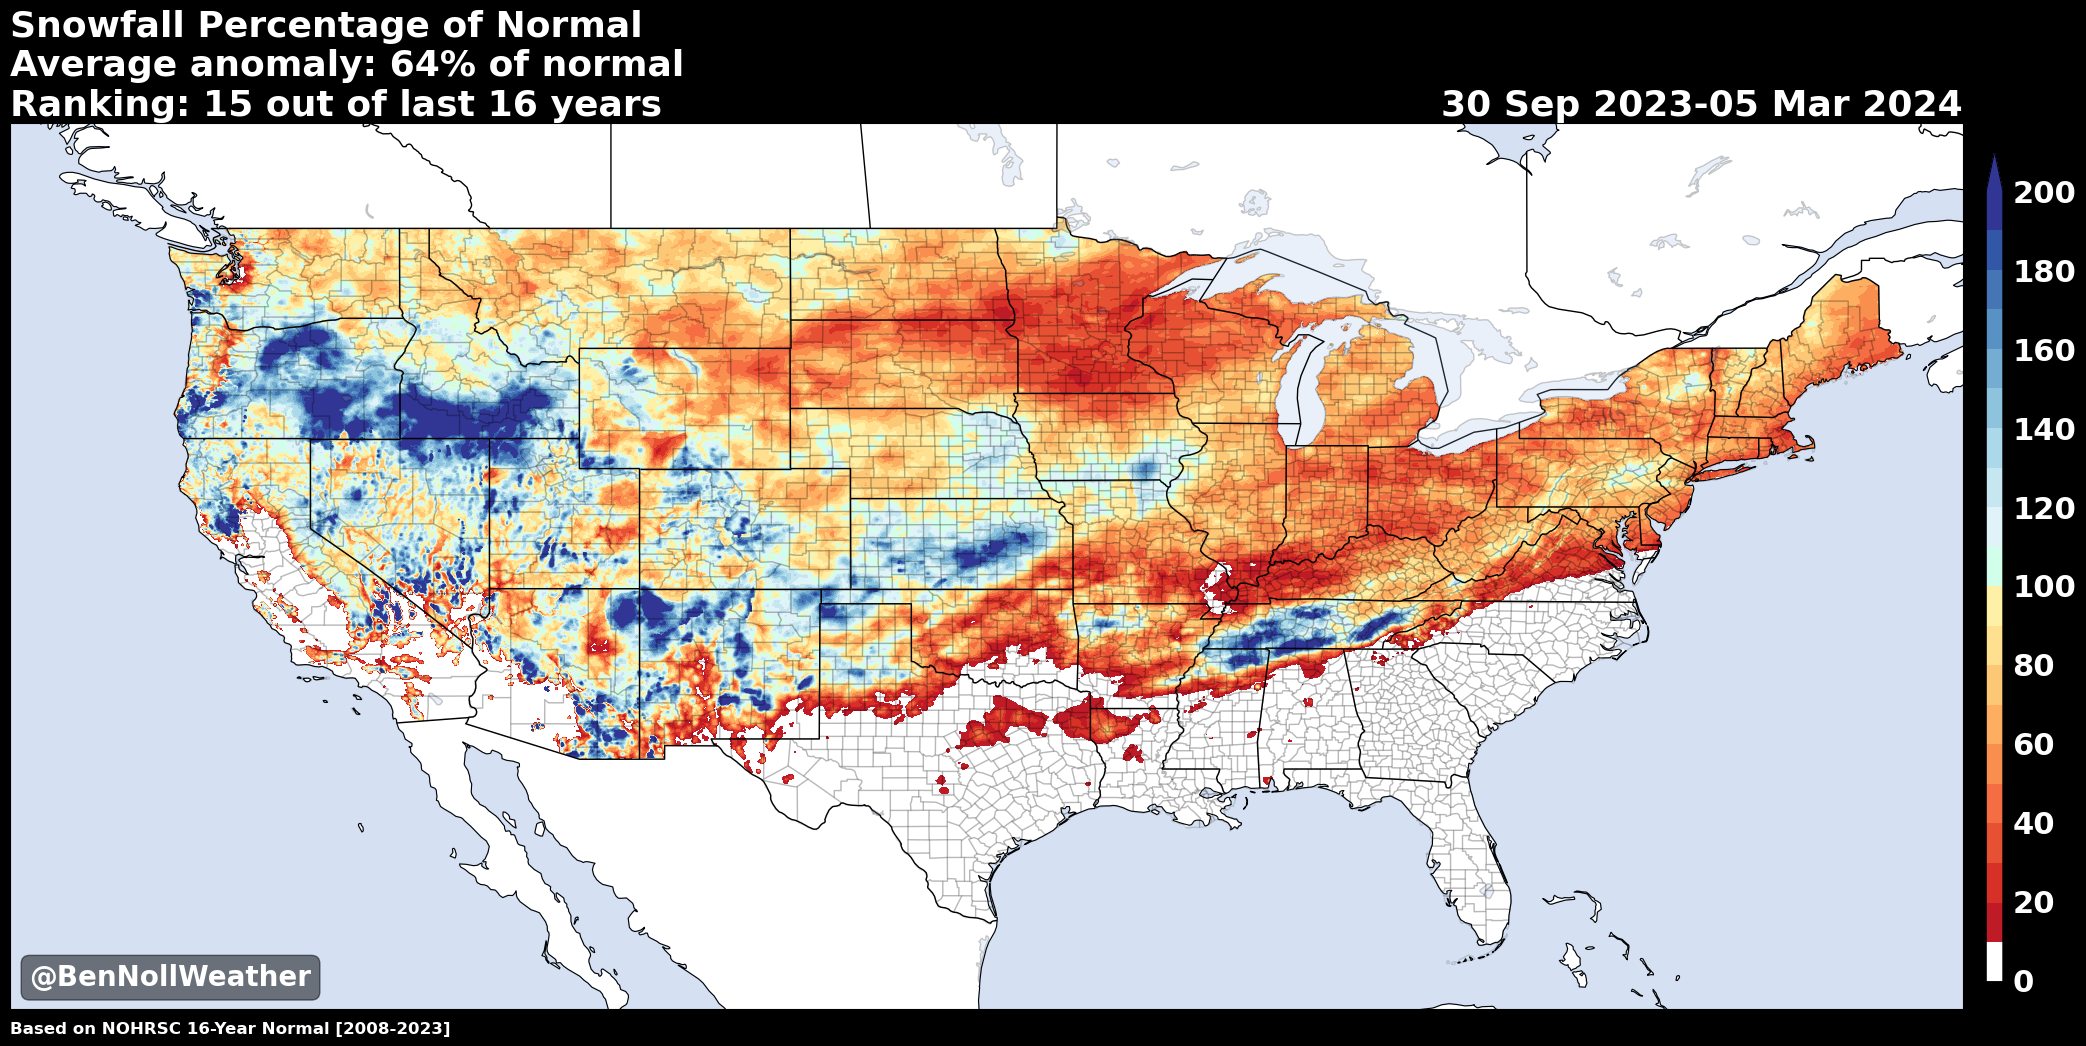 Snowfall Percentage of Normal
Average anomaly: 64% of normal
Ranking: 15 out of last 16 years
30 Sep 2023-05 Mar 2024
200
180
160
140
120
100
80
60
40
20
0
@BenNollWeather
Based on NOHRSC 16-Year Normal [2008-2023]